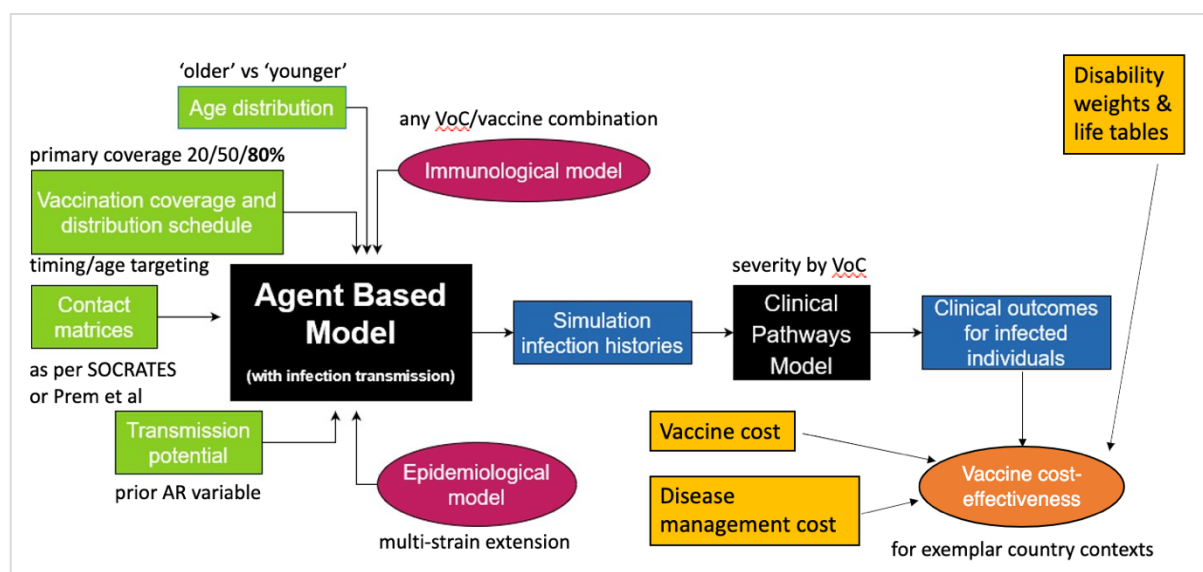 'older' vs 'younger'
Age distribution
any VoC/vaccine combination
Immunological model
Disability
weights &
life tables
primary coverage 20/50/80%
Vaccination coverage and
distribution schedule
timing/age targeting
Contact
matrices
as per SOCRATES
or Prem et al
Agent Based
Model
(with infection transmission)
Simulation
infection histories
severity by VoC
Clinical
Pathways
Model
Clinical outcomes
for infected
individuals
Transmission
potential
prior AR variable
Epidemiological
model
multi-strain extension
Vaccine cost
Disease
management cost
Vaccine cost-
effectiveness
for exemplar country contexts